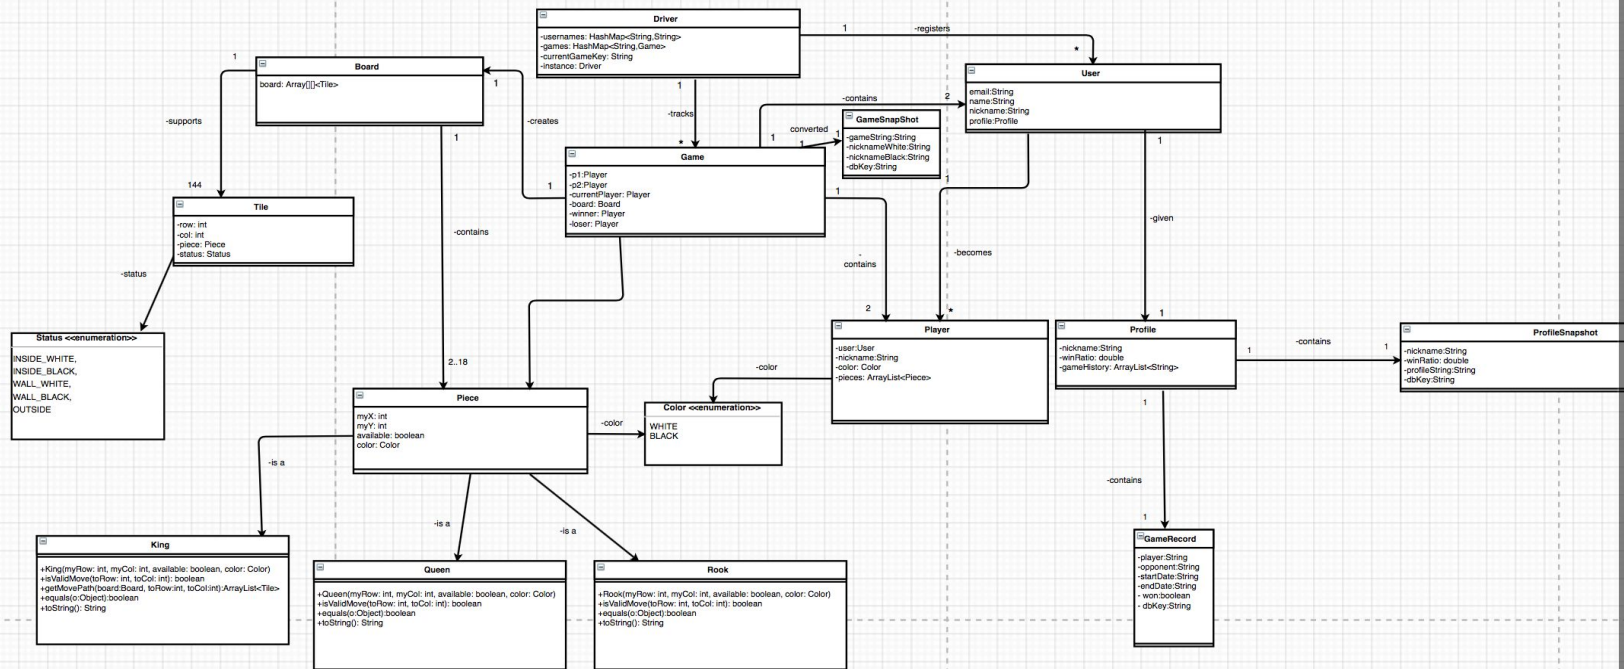 Driver
-usernames: HashMap<String,String>
-games: HashMap<String,Game>
-currentGameKey: String
-instance: Driver
1
-registers
*
Board
board: Array[][]<Tile>
1
-supports
144
1
-creates
1
1
-tracks
*
User
email:String
name:String
nickname:String
profile:Profile
-contains
2
1
converted
1
1
GameSnapShot
-gameString:String
-nicknameWhite:String
-nicknameBlack:String
-dbKey:String
Game
-p1:Player
-p2:Player
-currentPlayer: Player
-board: Board
-winner: Player
-loser: Player
1
-contains
2..18
Tile
-row: int
-col: int
-piece: Piece
-status: Status
-status
1
-
contains
2
1
-becomes
*
1
-given
1
Status <<enumeration>>
INSIDE_WHITE,
INSIDE_BLACK,
WALL_WHITE,
WALL_BLACK,
OUTSIDE
Player
-user:User
-nickname:String
-color: Color
-pieces: ArrayList<Piece>
Profile
-nickname:String
-winRatio: double
-gameHistory: ArrayList<String>
1
-contains
1
ProfileSnapshot
-nickname:String
-winRatio: double
-profileString:String
-dbKey:String
-color
Piece
myX: int
myY: int
available: boolean
color: Color
-color
Color <<enumeration>>
WHITE
BLACK
-is a
-is a
-is a
1
-contains
1
King
+King(myRow: int, myCol: int, available: boolean, color: Color)
+isValidMove(toRow: int, toCol: int): boolean
+getMovePath(board:Board, toRow:int, toCol:int):ArrayList<Tile>
+equals(o:Object):boolean
+toString(): String
Queen
+Queen(myRow: int, myCol: int, available: boolean, color: Color)
+isValidMove(toRow: int, toCol: int): boolean
+equals(o:Object):boolean
+toString(): String
Rook
+Rook(myRow: int, myCol: int, available: boolean, color: Color)
+isValidMove(toRow: int, toCol: int): boolean
+equals(o:Object):boolean
+toString(): String
GameRecord
-player:String
-opponent:String
-startDate:String
-endDate:String
- won:boolean
- dbKey:String